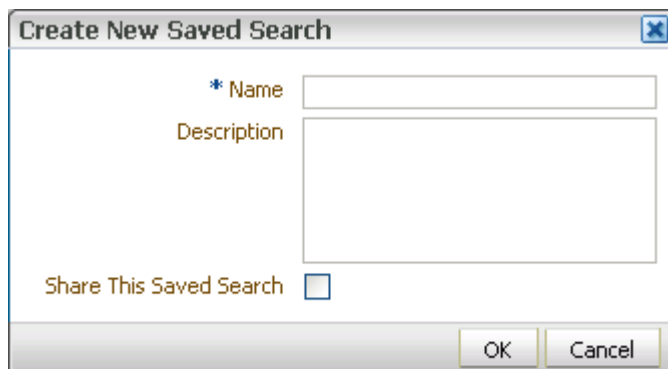 Create New Saved Search
* Name
Description
Share This Saved Search
OK Cancel